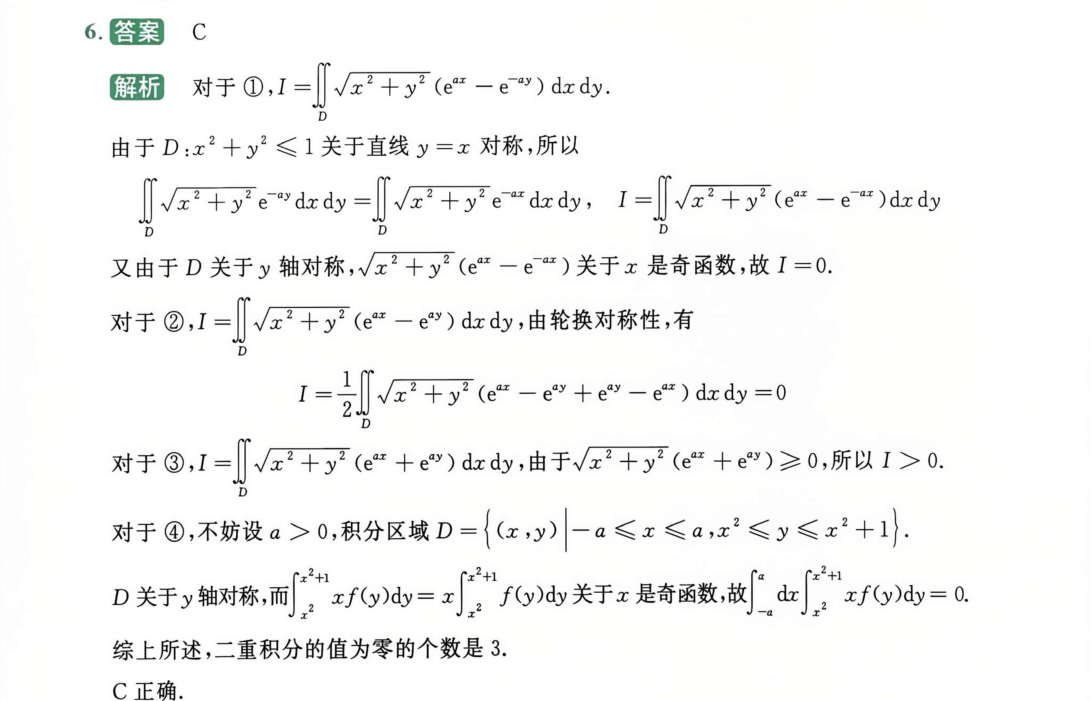 6. 答案 C
解析 对于 ①,I=∬_D √(x²+y²) (e^{ax} − e^{−ay}) dx dy.
由于 D:x²+y²≤1 关于直线 y=x 对称,所以
∬_D √(x²+y²) e^{−ay} dx dy=∬_D √(x²+y²) e^{−ax} dx dy, I=∬_D √(x²+y²) (e^{ax} − e^{−ax})dx dy
又由于 D 关于 y 轴对称,√(x²+y²) (e^{ax} − e^{−ax})关于 x 是奇函数,故 I=0.
对于 ②,I=∬_D √(x²+y²) (e^{ax} − e^{ay}) dx dy,由轮换对称性,有
I=1/2 ∬_D √(x²+y²) (e^{ax} − e^{ay} + e^{ay} − e^{ax}) dx dy=0
对于 ③,I=∬_D √(x²+y²) (e^{ax} + e^{ay}) dx dy,由于√(x²+y²) (e^{ax} + e^{ay})≥0,所以 I>0.
对于 ④,不妨设 a>0,积分区域 D={(x,y)|−a≤x≤a,x²≤y≤x²+1}.
D 关于 y 轴对称,而∫_{x²}^{x²+1} xf(y)dy=x∫_{x²}^{x²+1} f(y)dy 关于 x 是奇函数,故∫_{−a}^{a} dx∫_{x²}^{x²+1} xf(y)dy=0.
综上所述,二重积分的值为零的个数是 3.
C 正确.